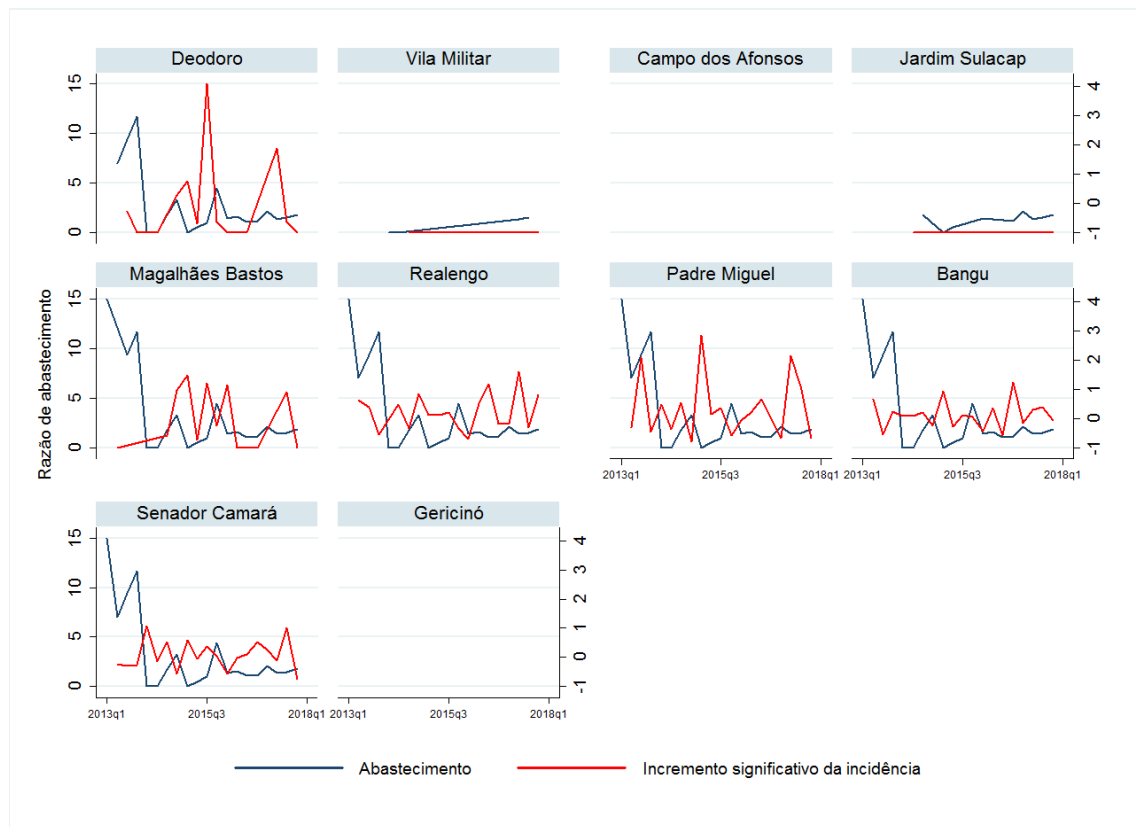 Deodoro
Vila Militar
Campo dos Afonsos
Jardim Sulacap
15
10
5
0
4
3
2
1
0
-1
Razão de abastecimento
Magalhães Bastos
Realengo
Padre Miguel
Bangu
15
10
5
0
4
3
2
1
0
-1
2013q1
2015q3
2018q1
2013q1
2015q3
2018q1
Senador Camará
Gericinó
15
10
5
0
4
3
2
1
0
-1
2013q1
2015q3
2018q1
2013q1
2015q3
2018q1
Abastecimento
Incremento significativo da incidência